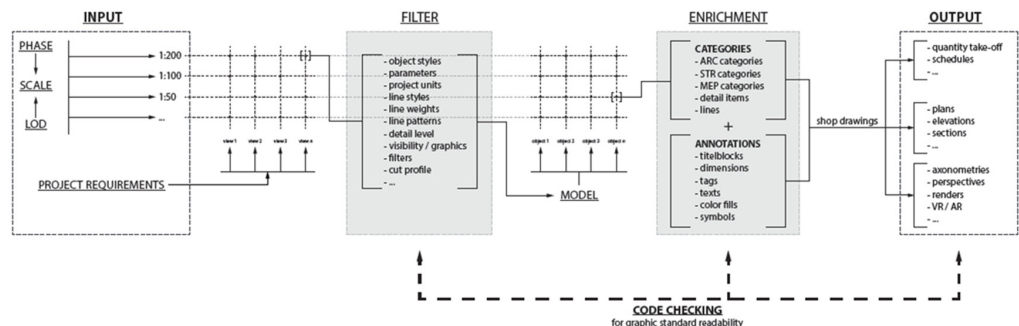 INPUT
PHASE
SCALE
LOD
1:200
1:100
1:50
...
PROJECT REQUIREMENTS
[·]
view 1
view 2
view 3
view n
FILTER
- object styles
- parameters
- project units
- line styles
- line weights
- line patterns
- detail level
- visibility / graphics
- filters
- cut profile
- ...
[·]
object 1
object 2
object 3
object n
MODEL
ENRICHMENT
CATEGORIES
- ARC categories
- STR categories
- MEP categories
- detail items
- lines
+
ANNOTATIONS
- titelblocks
- dimensions
- tags
- texts
- color fills
- symbols
shop drawings
OUTPUT
- quantity take-off
- schedules
- ...
- plans
- elevations
- sections
- ...
- axonometries
- perspectives
- renders
- VR / AR
- ...
CODE CHECKING
for graphic standard readability